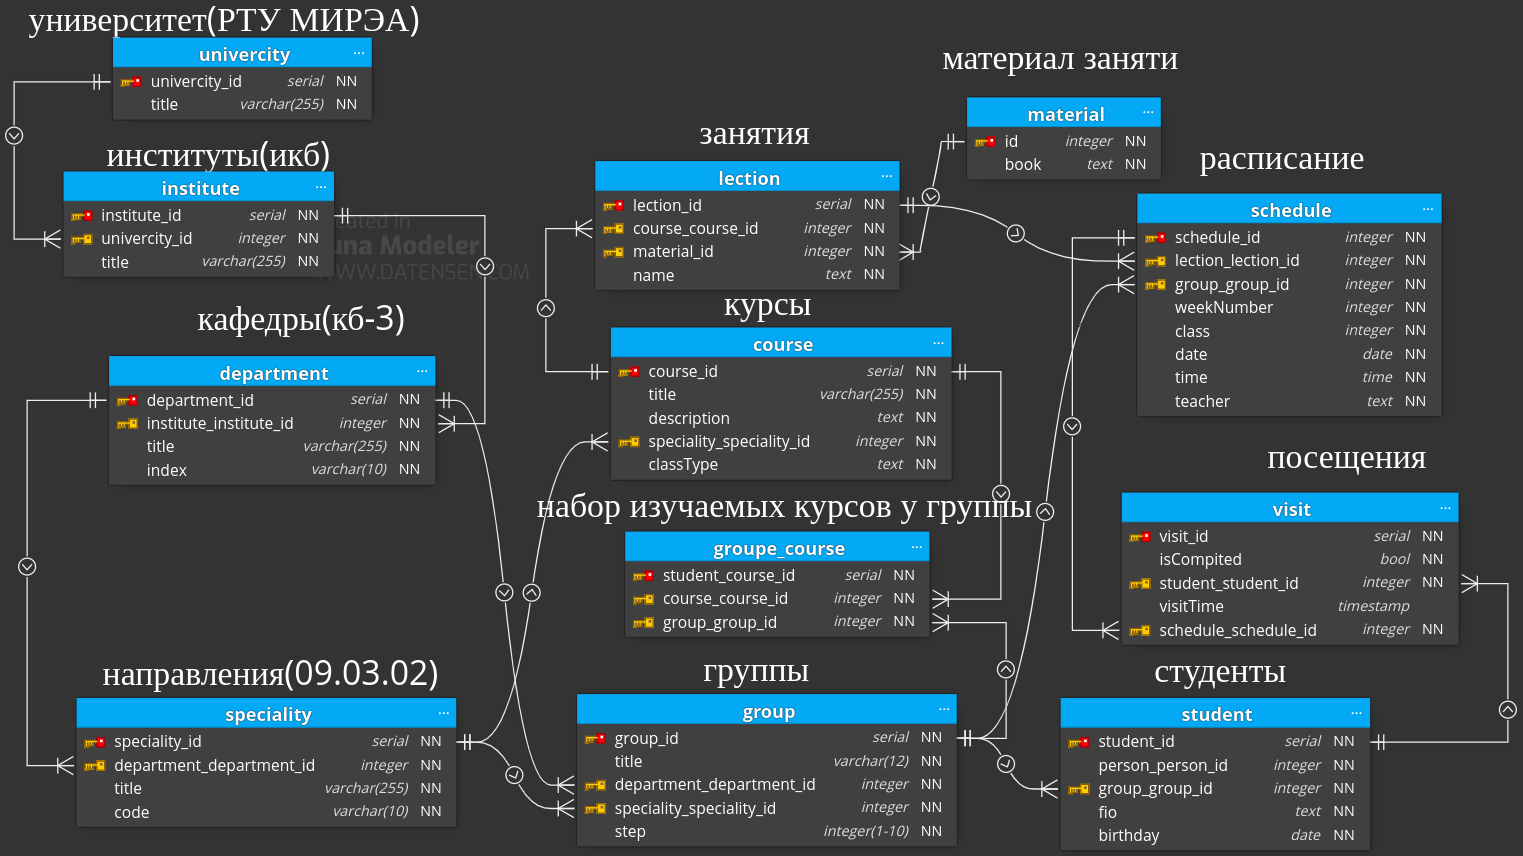 университет(РТУ МИРЭА)
univercity ...
univercity_id serial NN
title varchar(255) NN
институты(икб)
institute ...
institute_id serial NN
univercity_id integer NN
title varchar(255) NN
WWW.DATENSEN.COM
кафедры(кб-3)
department ...
department_id serial NN
institute_institute_id integer NN
title varchar(255) NN
index varchar(10) NN
направления(09.03.02)
speciality ...
speciality_id serial NN
department_department_id integer NN
title varchar(255) NN
code varchar(10) NN
занятия
lection ...
lection_id serial NN
course_course_id integer NN
material_id integer NN
name text NN
курсы
course ...
course_id serial NN
title varchar(255) NN
description text NN
speciality_speciality_id integer NN
classType text NN
набор изучаемых курсов у группы
groupe_course ...
student_course_id serial NN
course_course_id integer NN
group_group_id integer NN
группы
group ...
group_id serial NN
title varchar(12) NN
department_department_id integer NN
speciality_speciality_id integer NN
step integer(1-10) NN
материал заняти
material ...
id integer NN
book text NN
расписание
schedule ...
schedule_id integer NN
lection_lection_id integer NN
group_group_id integer NN
weekNumber integer NN
class integer NN
date date NN
time time NN
teacher text NN
посещения
visit ...
visit_id serial NN
isCompited bool NN
student_student_id integer NN
visitTime timestamp
schedule_schedule_id integer NN
студенты
student ...
student_id serial NN
person_person_id integer NN
group_group_id integer NN
fio text NN
birthday date NN